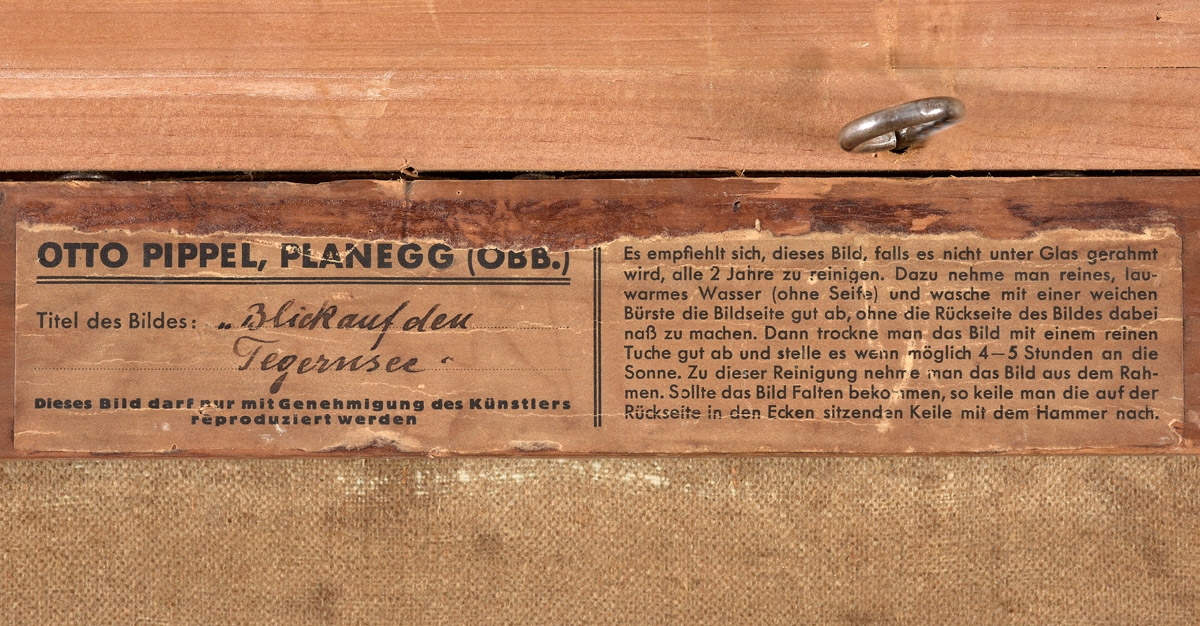 OTTO PIPPEL, PLANEGG (OBB.)
Titel des Bildes: „Blick auf den
Tegernsee“
Dieses Bild darf nur mit Genehmigung des Künstlers
reproduziert werden
Es empfiehlt sich, dieses Bild, falls es nicht unter Glas gerahmt
wird, alle 2 Jahre zu reinigen. Dazu nehme man reines, lau-
warmes Wasser (ohne Seife) und wasche mit einer weichen
Bürste die Bildseite gut ab, ohne die Rückseite des Bildes dabei
naß zu machen. Dann trockne man das Bild mit einem reinen
Tuche gut ab und stelle es wenn möglich 4—5 Stunden an die
Sonne. Zu dieser Reinigung nehme man das Bild aus dem Rah-
men. Sollte das Bild Falten bekommen, so keile man die auf der
Rückseite in den Ecken sitzenden Keile mit dem Hammer nach.